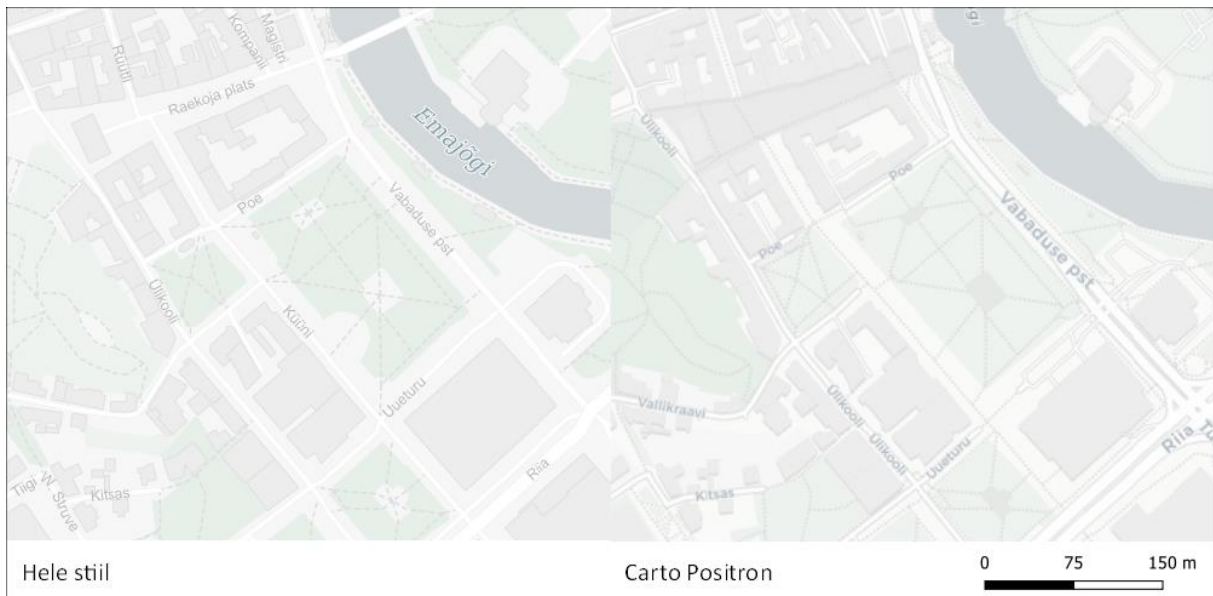 Rüütli
Kompanii
Magistri
Raekoja plats
Emajõgi
Poe
Vabaduse pst
Ülikooli
Küüni
Uueturu
Riia
Tiigi
W. Struve
Kitsas
Hele stiil
Ülikooli
Poe
Poe
Vabaduse pst
Vallikraavi
Ülikooli
Ülikooli
Uueturu
Riia
Kitsas
Carto Positron
0 75 150 m